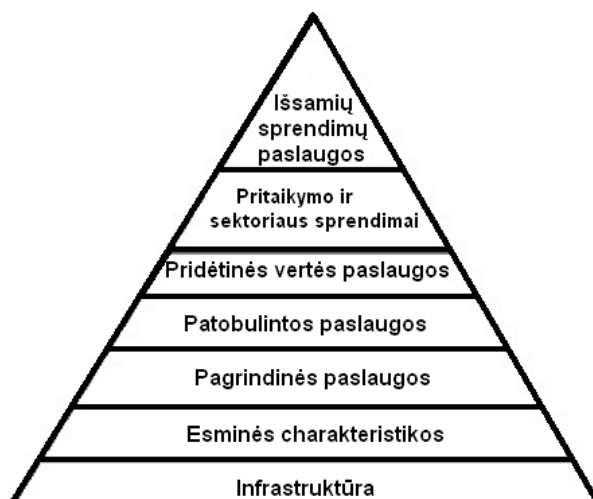 Išsamių
sprendimų
paslaugos
Pritaikymo ir
sektoriaus sprendimai
Pridėtinės vertės paslaugos
Patobulintos paslaugos
Pagrindinės paslaugos
Esminės charakteristikos
Infrastruktūra